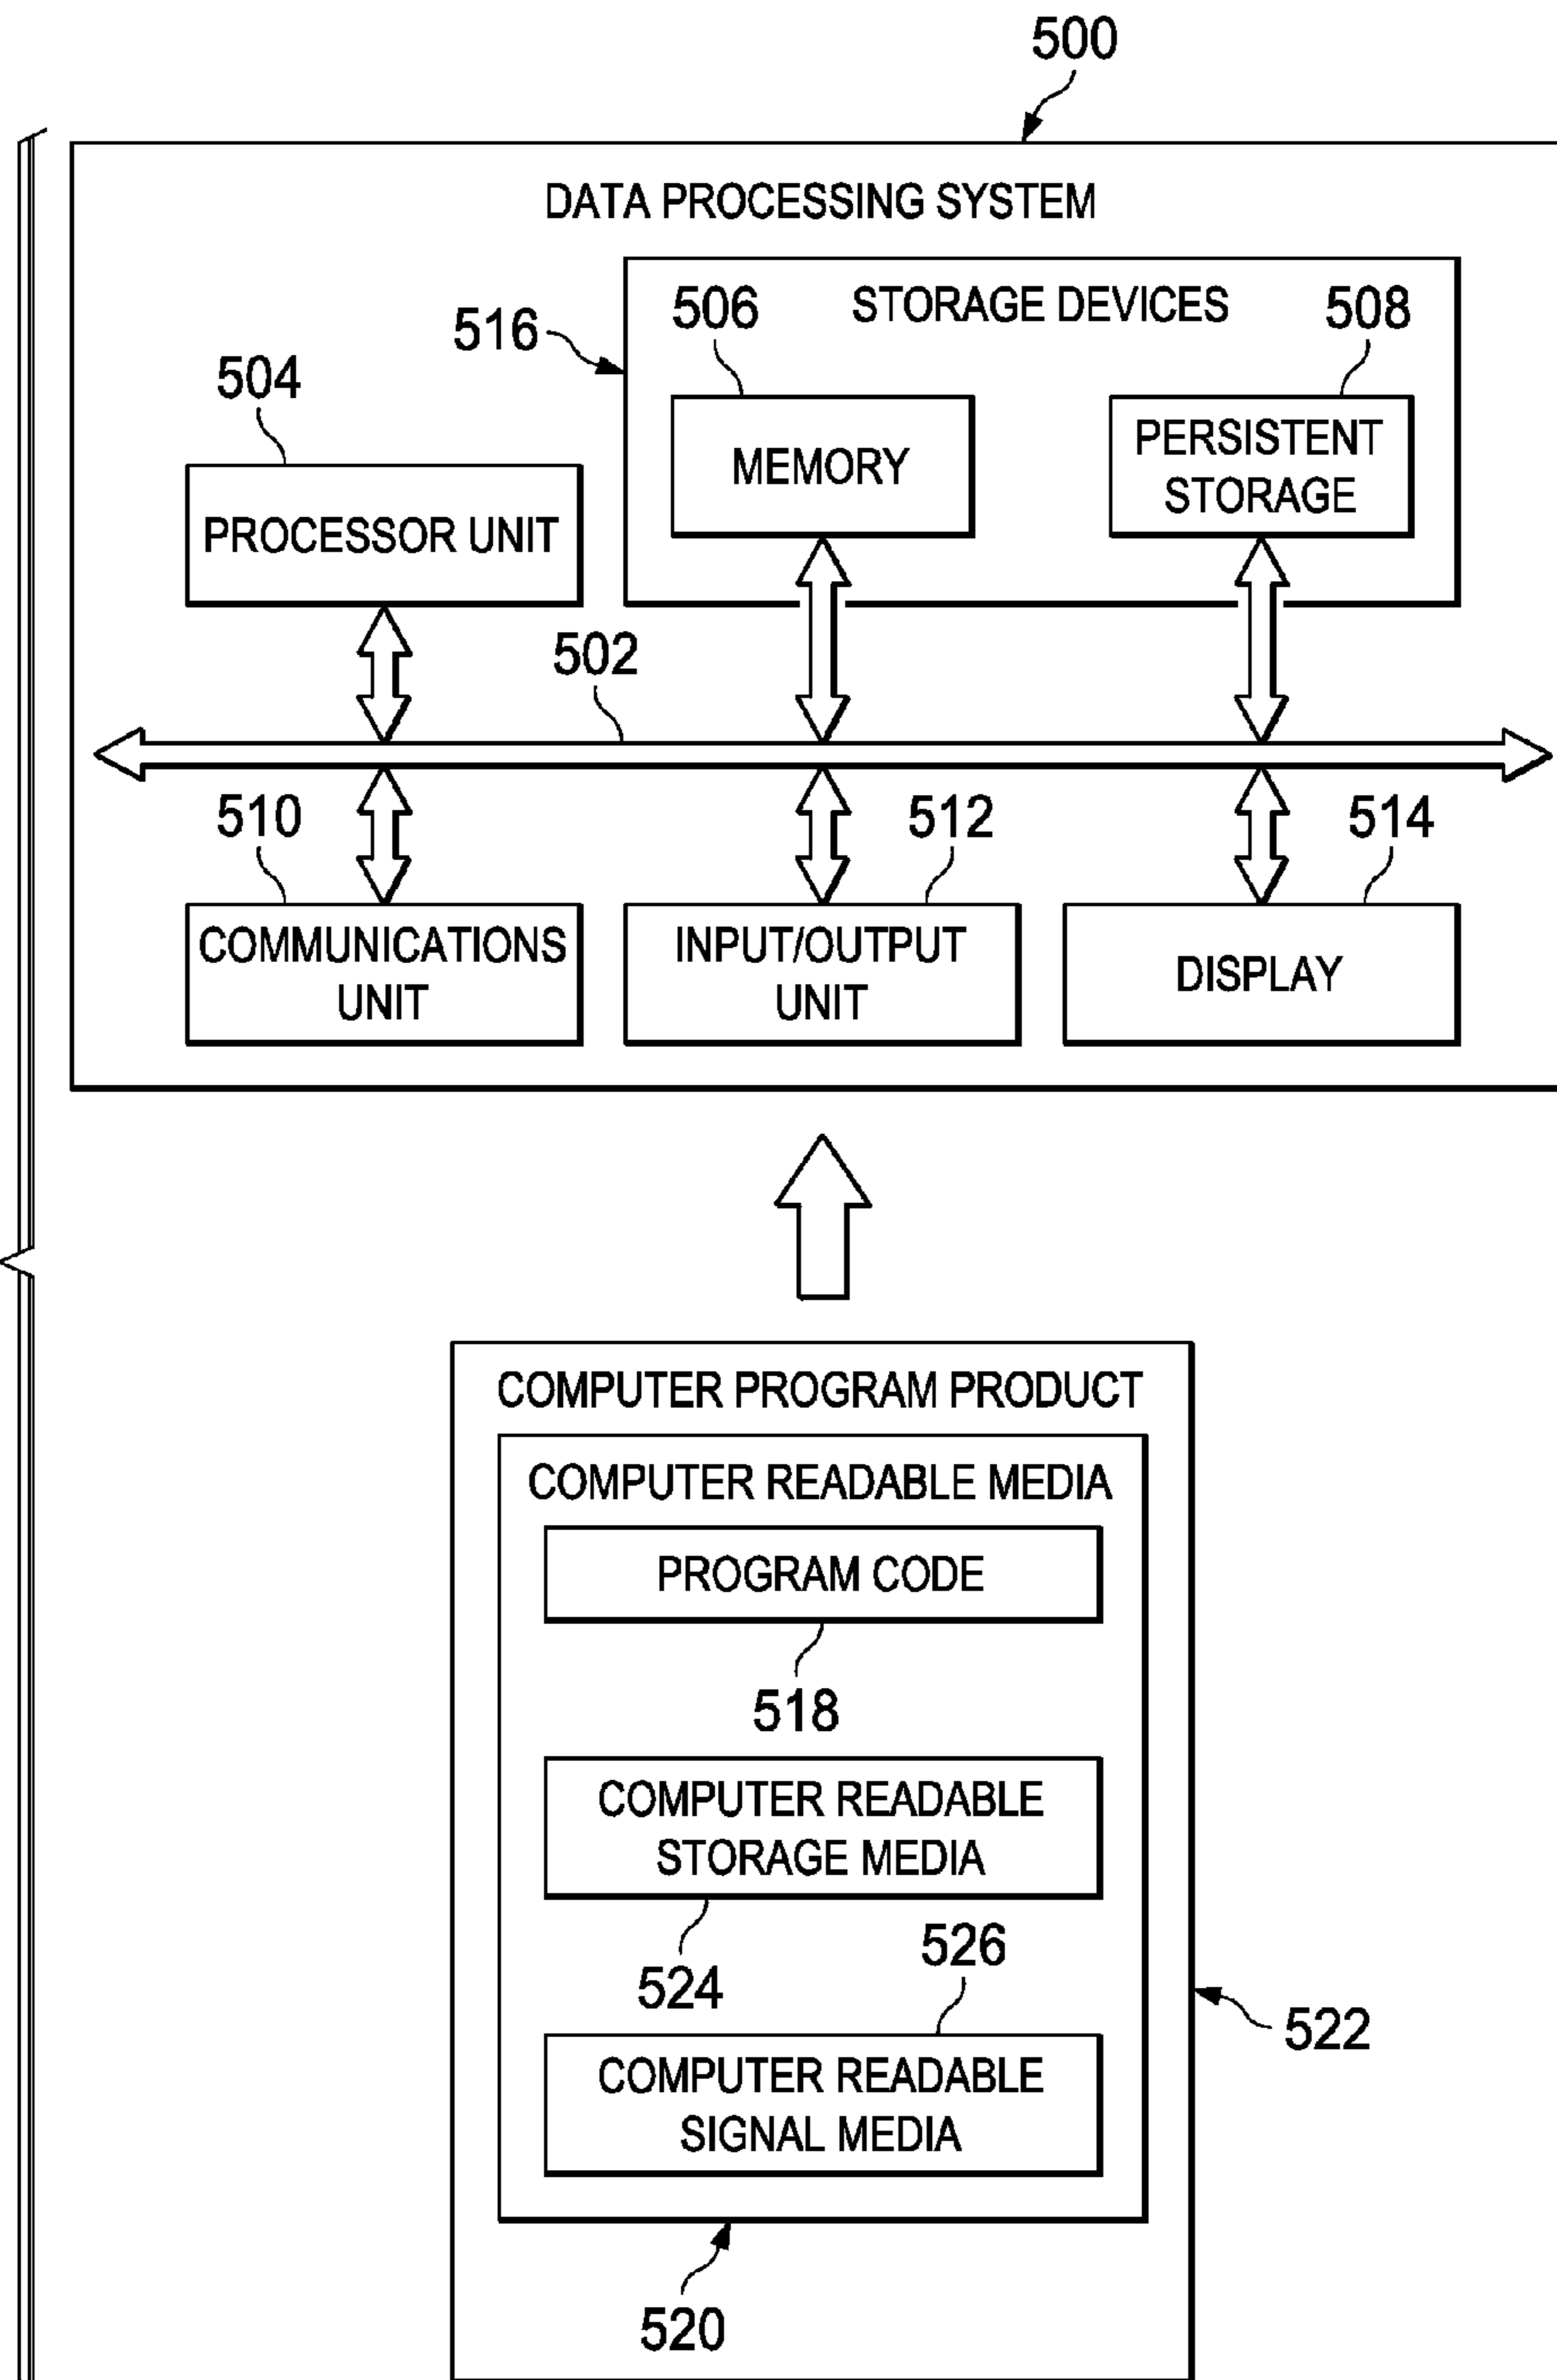 500
DATA PROCESSING SYSTEM
516
506
STORAGE DEVICES
508
504
MEMORY
PERSISTENT
STORAGE
PROCESSOR UNIT
502
510
512
514
COMMUNICATIONS
UNIT
INPUT/OUTPUT
UNIT
DISPLAY
COMPUTER PROGRAM PRODUCT
COMPUTER READABLE MEDIA
PROGRAM CODE
518
COMPUTER READABLE
STORAGE MEDIA
524
526
COMPUTER READABLE
SIGNAL MEDIA
522
520